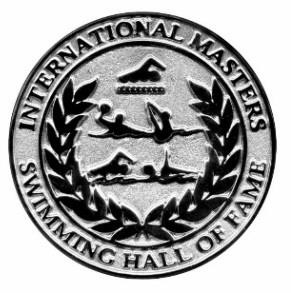 INTERNATIONAL MASTERS
SWIMMING HALL OF FAME